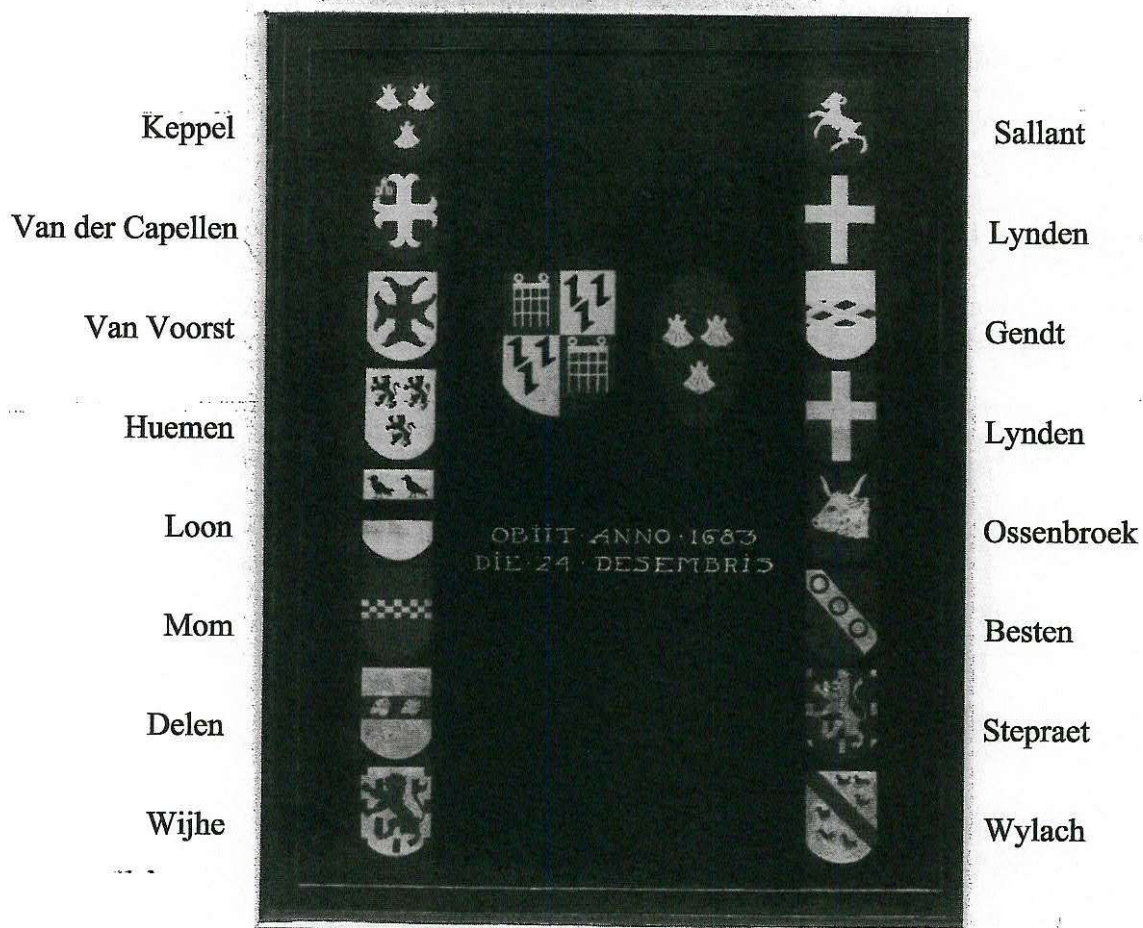 Keppel
Van der Capellen
Van Voorst
Huemen
Loon
Mom
Delen
Wijhe
OBIIT · ANNO · 1683
DIE · 24 · DESEMBRIS
Sallant
Lynden
Gendt
Lynden
Ossenbroek
Besten
Stepraet
Wylach